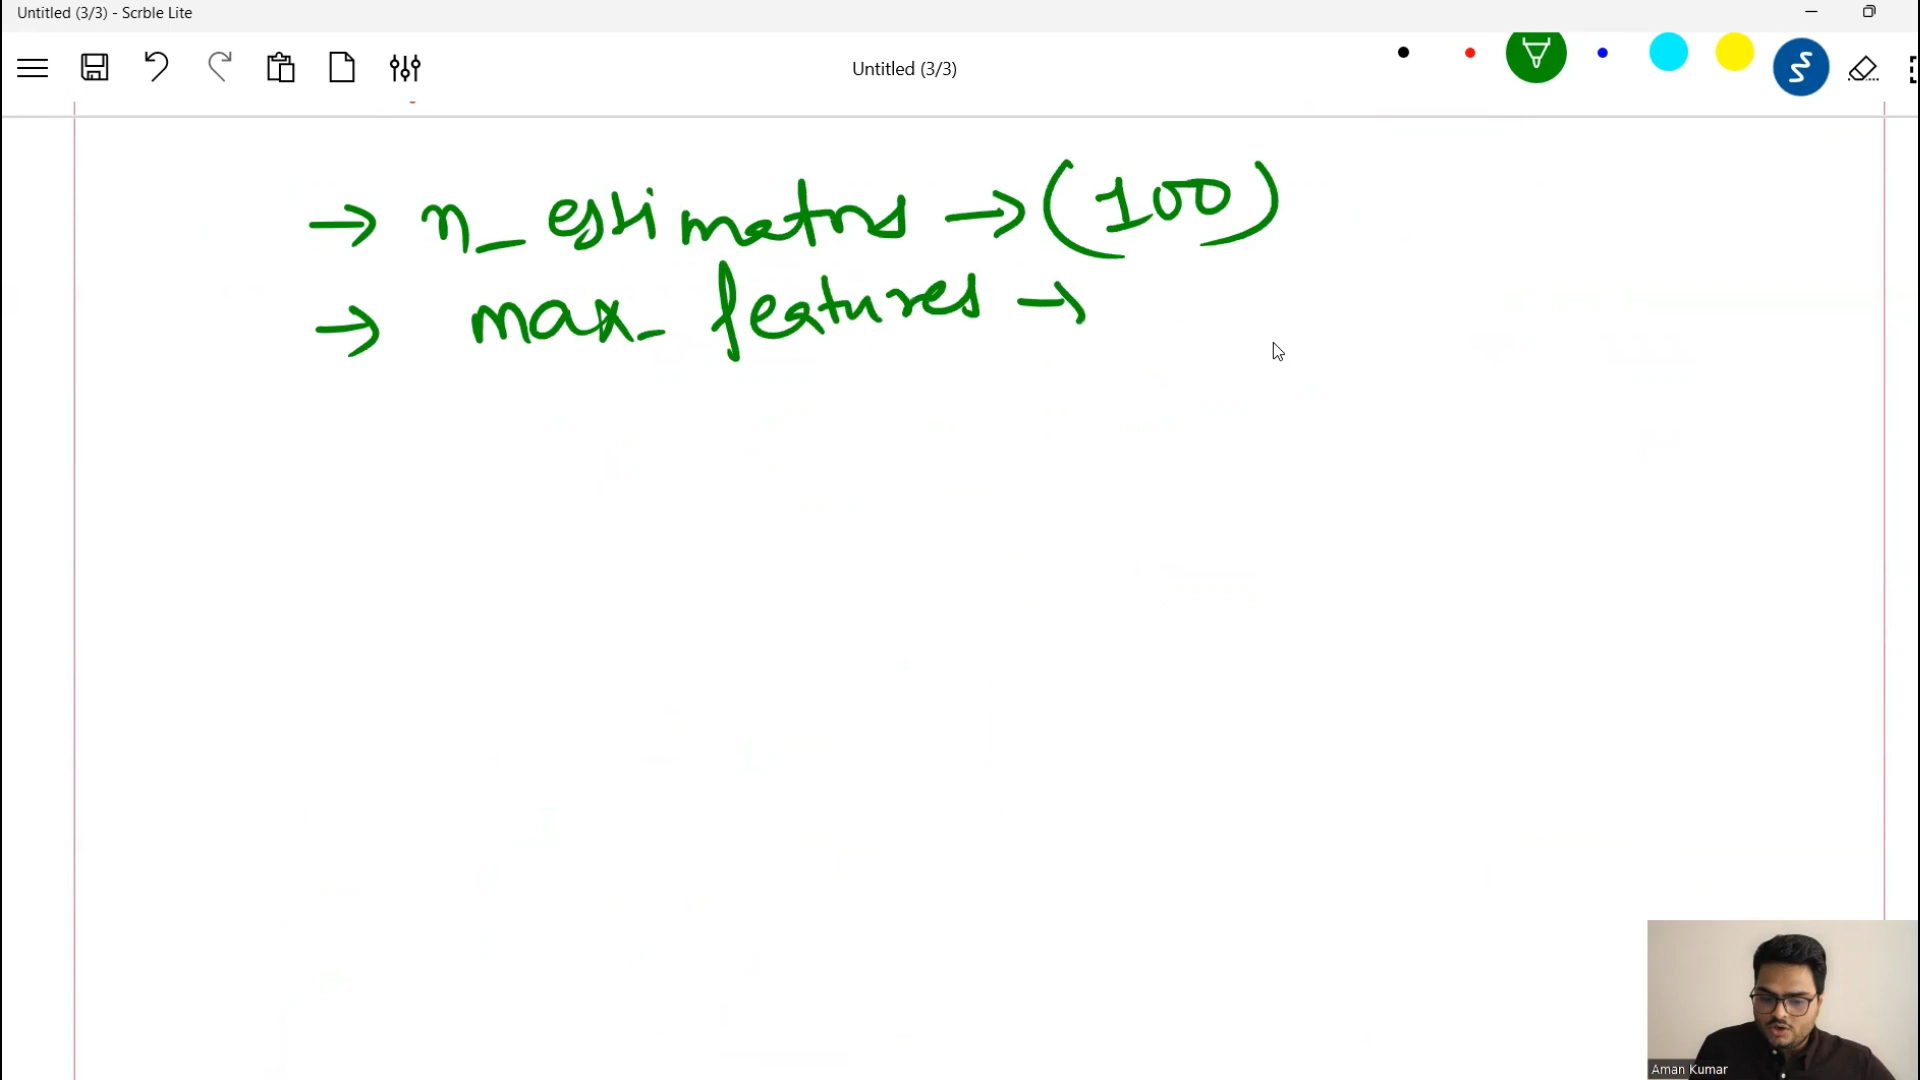 Untitled (3/3) - Scrble Lite
Untitled (3/3)
→ n_estimators → (100)
→ max_features →
Aman Kumar